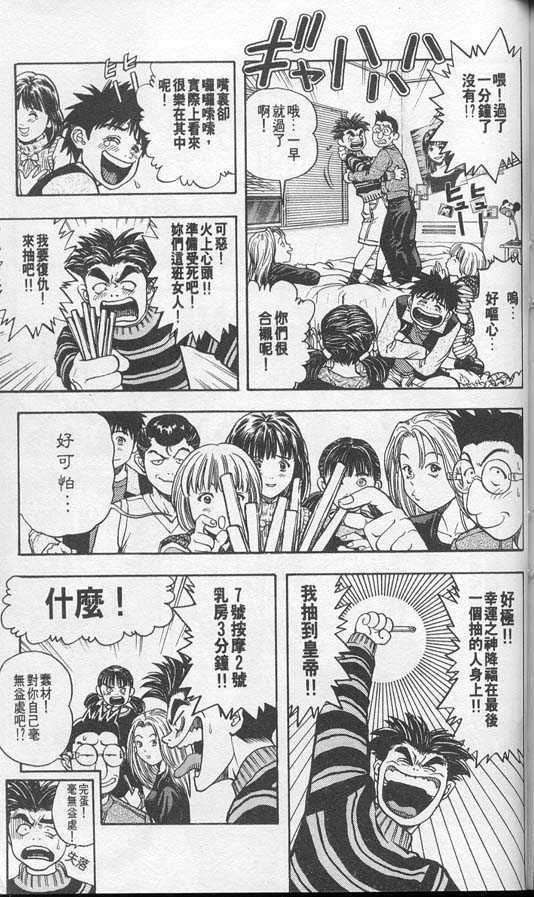 ギャハハハ
喂！過了
一分鐘了
沒有!?
哦…一早
就過了
啊！
ヒュ
ヒュ
嗚…
好嘔心…
你們很
合襯呢！
嘴裏卻
囉囉嗦嗦，
實際上看來
很樂在其中
呢！
可惡！
火上心頭!!
準備受死吧！
妳們這班女人！
我要復仇！
來抽吧!!
好可怕…
好極!!
幸運之神降福在最後
一個抽的人身上!!
我抽到皇帝!!
7號按摩2號
乳房3分鐘!!
什麼！
蠢材！
對你自己毫
無益處吧!?
完蛋！
毫無益處！
失落